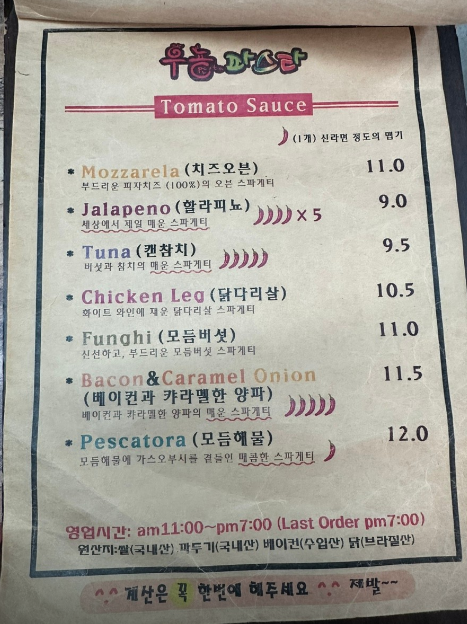 우노.파스타
Tomato Sauce
(1개) 신라면 정도의 맵기
* Mozzarela (치즈오븐) 11.0
부드러운 피자치즈 (100%)의 오븐 스파게티
* Jalapeno (할라피뇨) × 5 9.0
세상에서 제일 매운 스파게티
* Tuna (캔참치) 9.5
버섯과 참치의 매운 스파게티
* Chicken Leg (닭다리살) 10.5
화이트 와인에 재운 닭다리살 스파게티
* Funghi (모듬버섯) 11.0
신선하고, 부드러운 모듬버섯 스파게티
* Bacon&Caramel Onion 11.5
(베이컨과 캬라멜한 양파)
베이컨과 캬라멜한 양파의 매운 스파게티
* Pescatora (모듬해물) 12.0
모듬해물에 가스오부시를 곁들인 매콤한 스파게티
영업시간: am11:00~pm7:00 (Last Order pm7:00)
원산지:쌀(국내산) 깍두기(국내산) 베이컨(수입산) 닭(브라질산)
^^ 계산은 꼭 한번에 해주세요 ^^ 제발~~